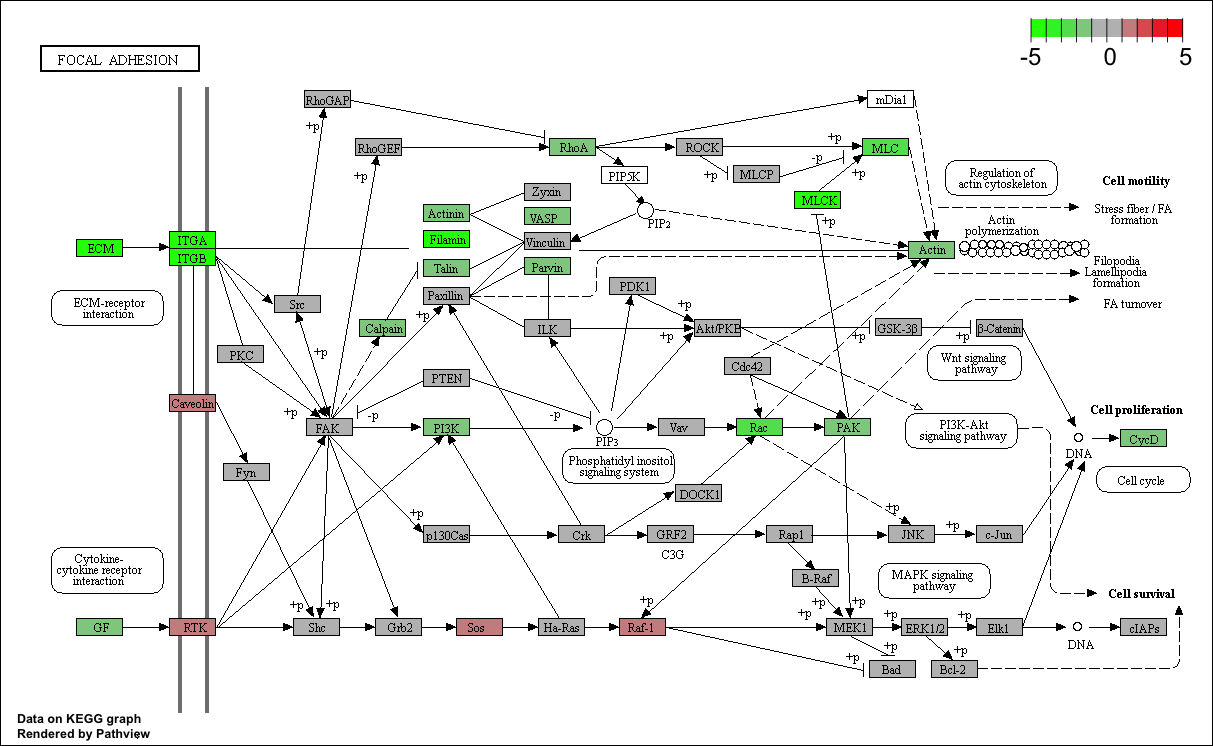 -5
0
5
FOCAL ADHESION
RhoGAP
mDia1
+p
RhoGEF
RhoA
ROCK
+p
MLC
-p
+p
MLCP
+p
+p
PIP5K
Regulation of
actin cytoskeleton
Cell motility
Zyxin
MLCK
Actinin
VASP
PIP2
+p
Stress fiber / FA
formation
Actin
polymerization
ECM
ITGA
ITGB
Filamin
Vinculin
Actin
Talin
Parvin
Filopodia
Lamellipodia
formation
PDK1
ECM-receptor
interaction
Src
Paxillin
+p
FA turnover
+p
Calpain
ILK
+p
Akt/PKB
GSK-3β
β-Catenin
+p
+p
+p
PKC
Wnt signaling
pathway
Cdc42
PTEN
Caveolin
+p
-p
-p
Cell proliferation
FAK
PI3K
PIP3
Vav
Rac
PAK
PI3K-Akt
signaling pathway
DNA
CycD
Phosphatidyl inositol
signaling system
Fyn
Cell cycle
DOCK1
+p
+p
p130Cas
Crk
GRF2
Rap1
JNK
+p
c-Jun
C3G
Cytokine-
cytokine receptor
interaction
B-Raf
MAPK signaling
pathway
Cell survival
+p
+p
+p
+p
+p
+p
+p
+p
GF
RTK
Shc
Grb2
Sos
Ha-Ras
Raf-1
MEK1
ERK1/2
Elk1
DNA
cIAPs
+p
+p
+p
Bad
Bcl-2
Data on KEGG graph
Rendered by Pathview